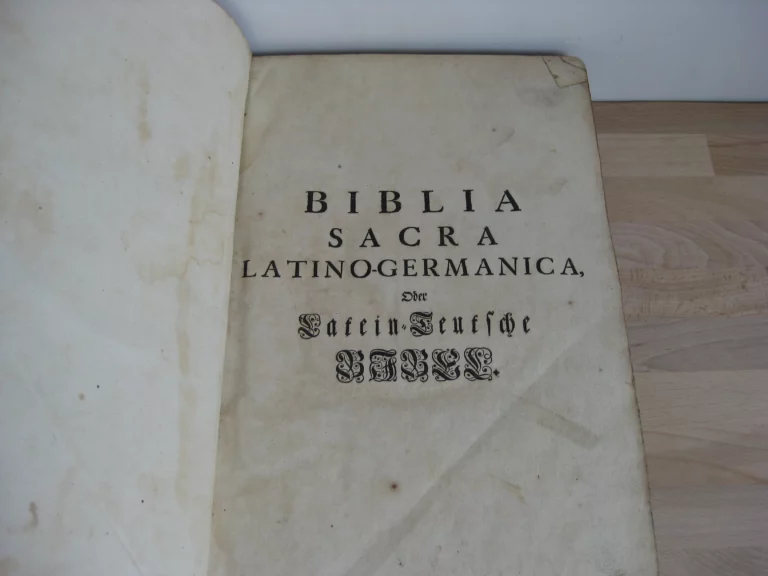 BIBLIA
SACRA
LATINO-GERMANICA,
Oder
Latein-Teutsche
BIBEL.